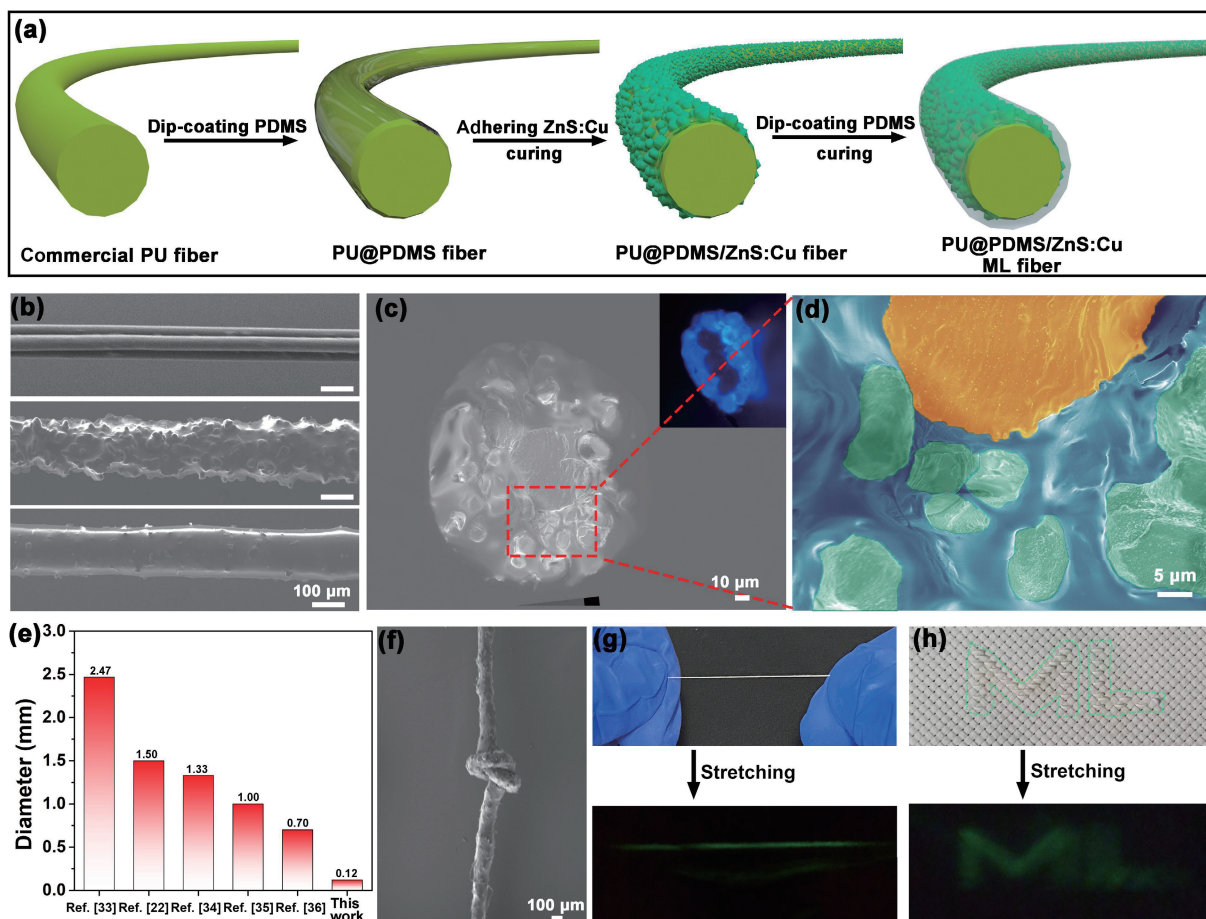 (a)
Dip-coating PDMS
Adhering ZnS:Cu
curing
Dip-coating PDMS
curing
Commercial PU fiber
PU@PDMS fiber
PU@PDMS/ZnS:Cu fiber
PU@PDMS/ZnS:Cu
ML fiber
(b)
100 µm
(c)
10 µm
(d)
5 µm
(e)
Diameter (mm)
3.0
2.5
2.0
1.5
1.0
0.5
0.0
2.47
1.50
1.33
1.00
0.70
0.12
Ref. [33]
Ref. [22]
Ref. [34]
Ref. [35]
Ref. [36]
This
work
(f)
100 µm
(g)
Stretching
(h)
ML
Stretching
ML